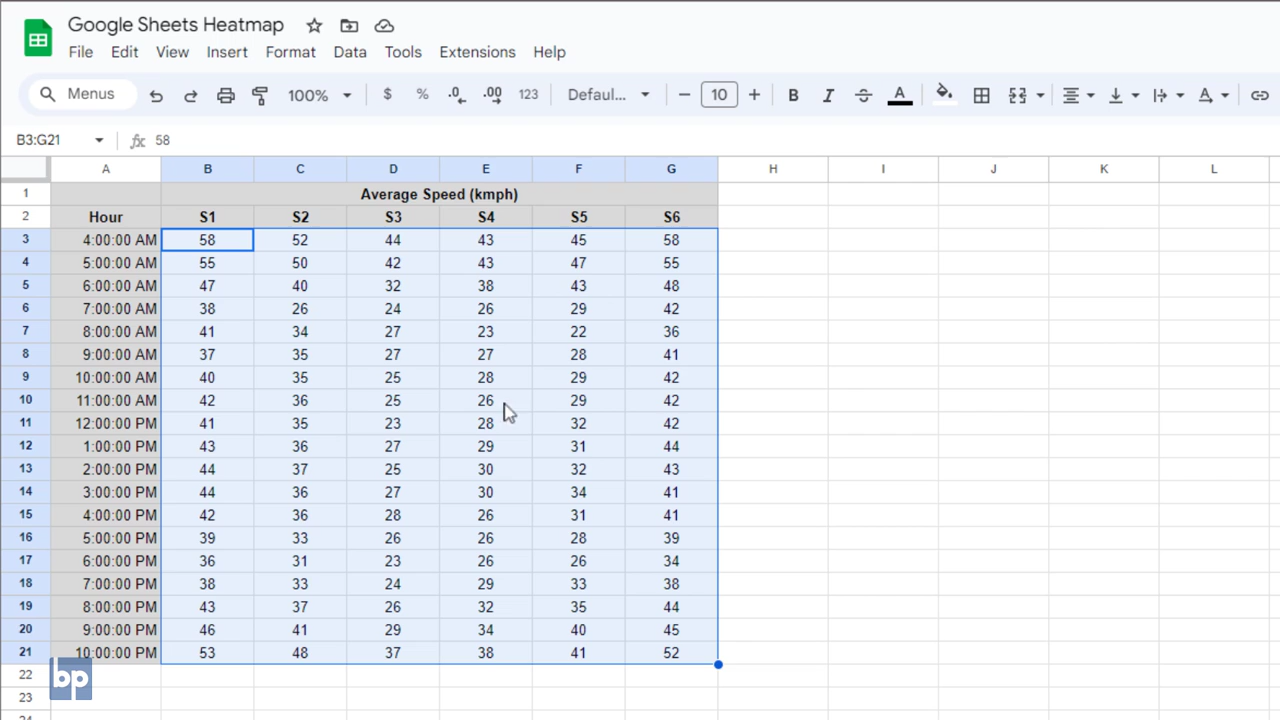 Google Sheets Heatmap
File Edit View Insert Format Data Tools Extensions Help
Menus 100% $ % .0 .00 123 Defaul... 10 B I A A
B3:G21 fx 58
A B C D E F G H I J K L
1 Average Speed (kmph)
2 Hour S1 S2 S3 S4 S5 S6
3 4:00:00 AM 58 52 44 43 45 58
4 5:00:00 AM 55 50 42 43 47 55
5 6:00:00 AM 47 40 32 38 43 48
6 7:00:00 AM 38 26 24 26 29 42
7 8:00:00 AM 41 34 27 23 22 36
8 9:00:00 AM 37 35 27 27 28 41
9 10:00:00 AM 40 35 25 28 29 42
10 11:00:00 AM 42 36 25 26 29 42
11 12:00:00 PM 41 35 23 28 32 42
12 1:00:00 PM 43 36 27 29 31 44
13 2:00:00 PM 44 37 25 30 32 43
14 3:00:00 PM 44 36 27 30 34 41
15 4:00:00 PM 42 36 28 26 31 41
16 5:00:00 PM 39 33 26 26 28 39
17 6:00:00 PM 36 31 23 26 26 34
18 7:00:00 PM 38 33 24 29 33 38
19 8:00:00 PM 43 37 26 32 35 44
20 9:00:00 PM 46 41 29 34 40 45
21 10:00:00 PM 53 48 37 38 41 52
22
bp
23
24